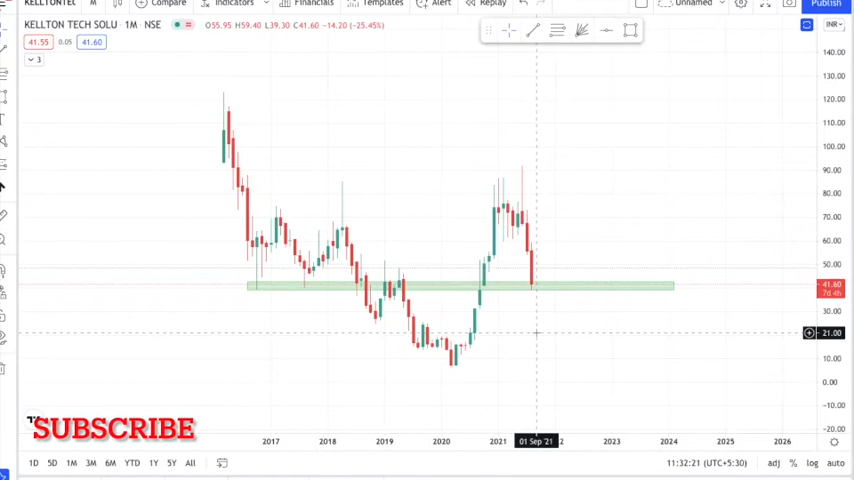 KELLTONTEC M Compare Indicators Financials Templates Alert Replay Unnamed Publish
KELLTON TECH SOLU · 1M · NSE O55.95 H59.40 L39.30 C41.60 −14.20 (−25.45%) INR
41.55 0.05 41.60
3
140.00
130.00
120.00
110.00
100.00
90.00
80.00
70.00
60.00
50.00
41.60
7d 4h
30.00
21.00
10.00
0.00
-10.00
-20.00
SUBSCRIBE
2017 2018 2019 2020 2021 01 Sep '21 2 2023 2024 2025 2026
1D 5D 1M 3M 6M YTD 1Y 5Y All 11:32:21 (UTC+5:30) adj % log auto